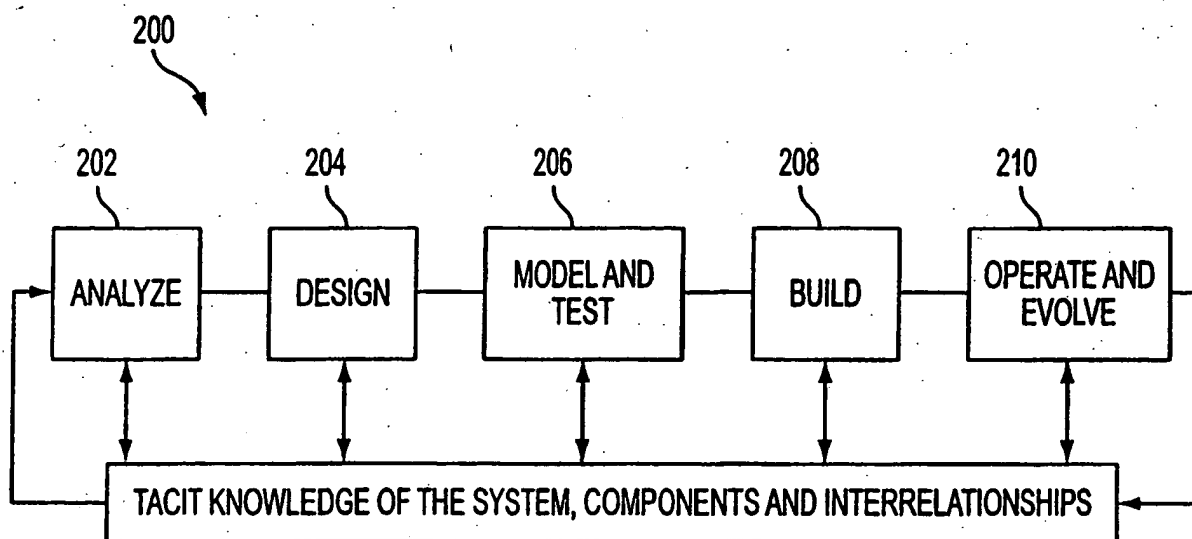 200
202
204
206
208
210
ANALYZE
DESIGN
MODEL AND
TEST
BUILD
OPERATE AND
EVOLVE
TACIT KNOWLEDGE OF THE SYSTEM, COMPONENTS AND INTERRELATIONSHIPS